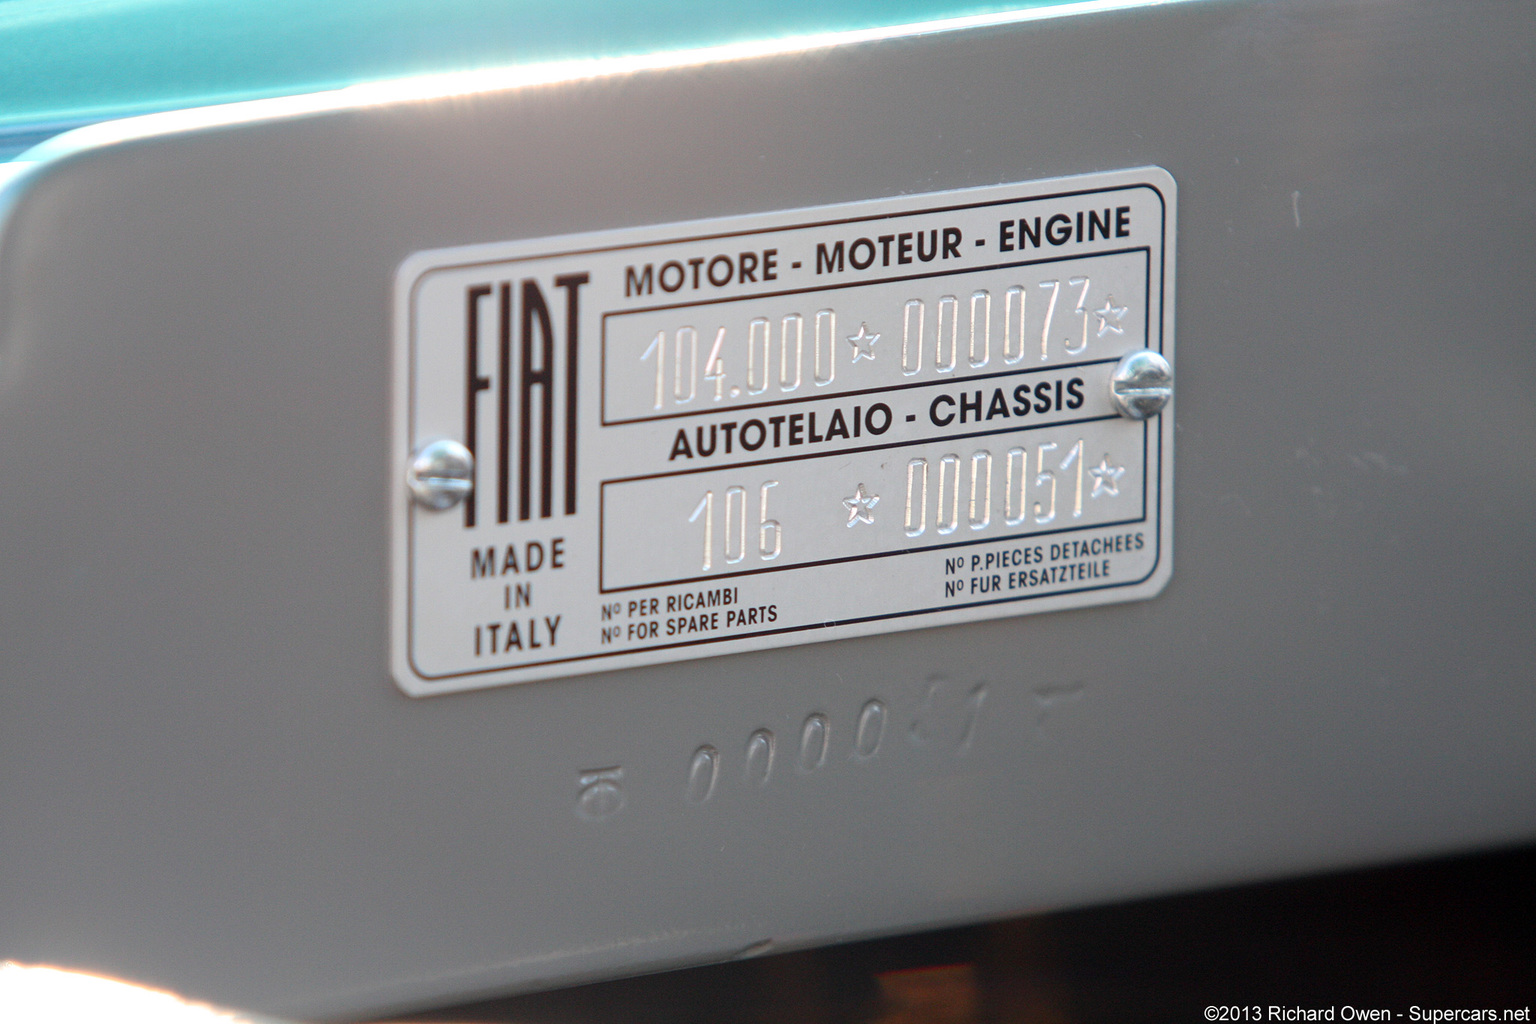 FIAT
MADE
IN
ITALY
MOTORE - MOTEUR - ENGINE
104.000☆000073☆
AUTOTELAIO - CHASSIS
106 ☆000051☆
Nº PER RICAMBI
Nº FOR SPARE PARTS
Nº P.PIECES DETACHEES
Nº FUR ERSATZTEILE
000051
©2013 Richard Owen - Supercars.net